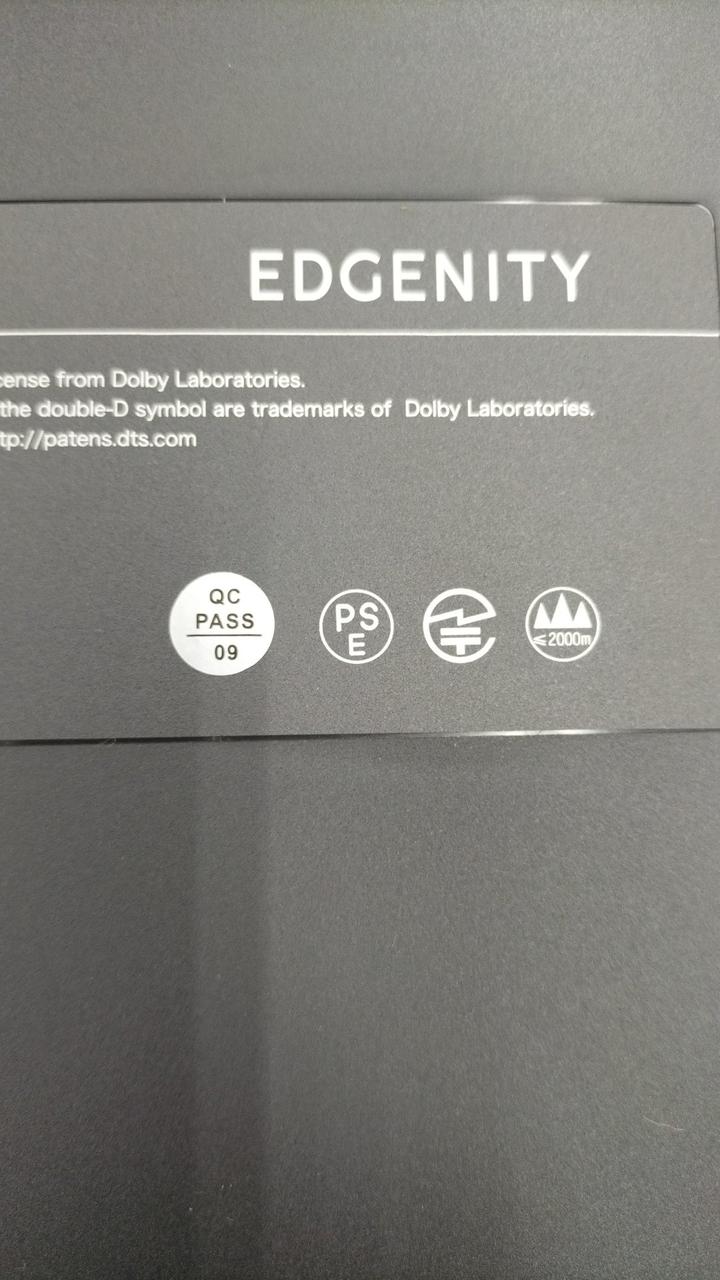 EDGENITY
cense from Dolby Laboratories.
the double-D symbol are trademarks of Dolby Laboratories.
tp://patens.dts.com
QC
PASS
09
PS
E
≤2000m